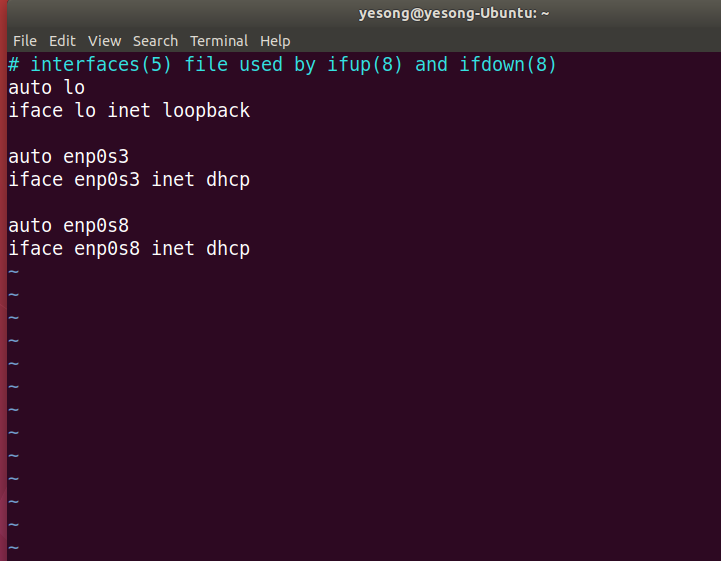 yesong@yesong-Ubuntu: ~
File Edit View Search Terminal Help
# interfaces(5) file used by ifup(8) and ifdown(8)
auto lo
iface lo inet loopback
auto enp0s3
iface enp0s3 inet dhcp
auto enp0s8
iface enp0s8 inet dhcp
~
~
~
~
~
~
~
~
~
~
~
~
~